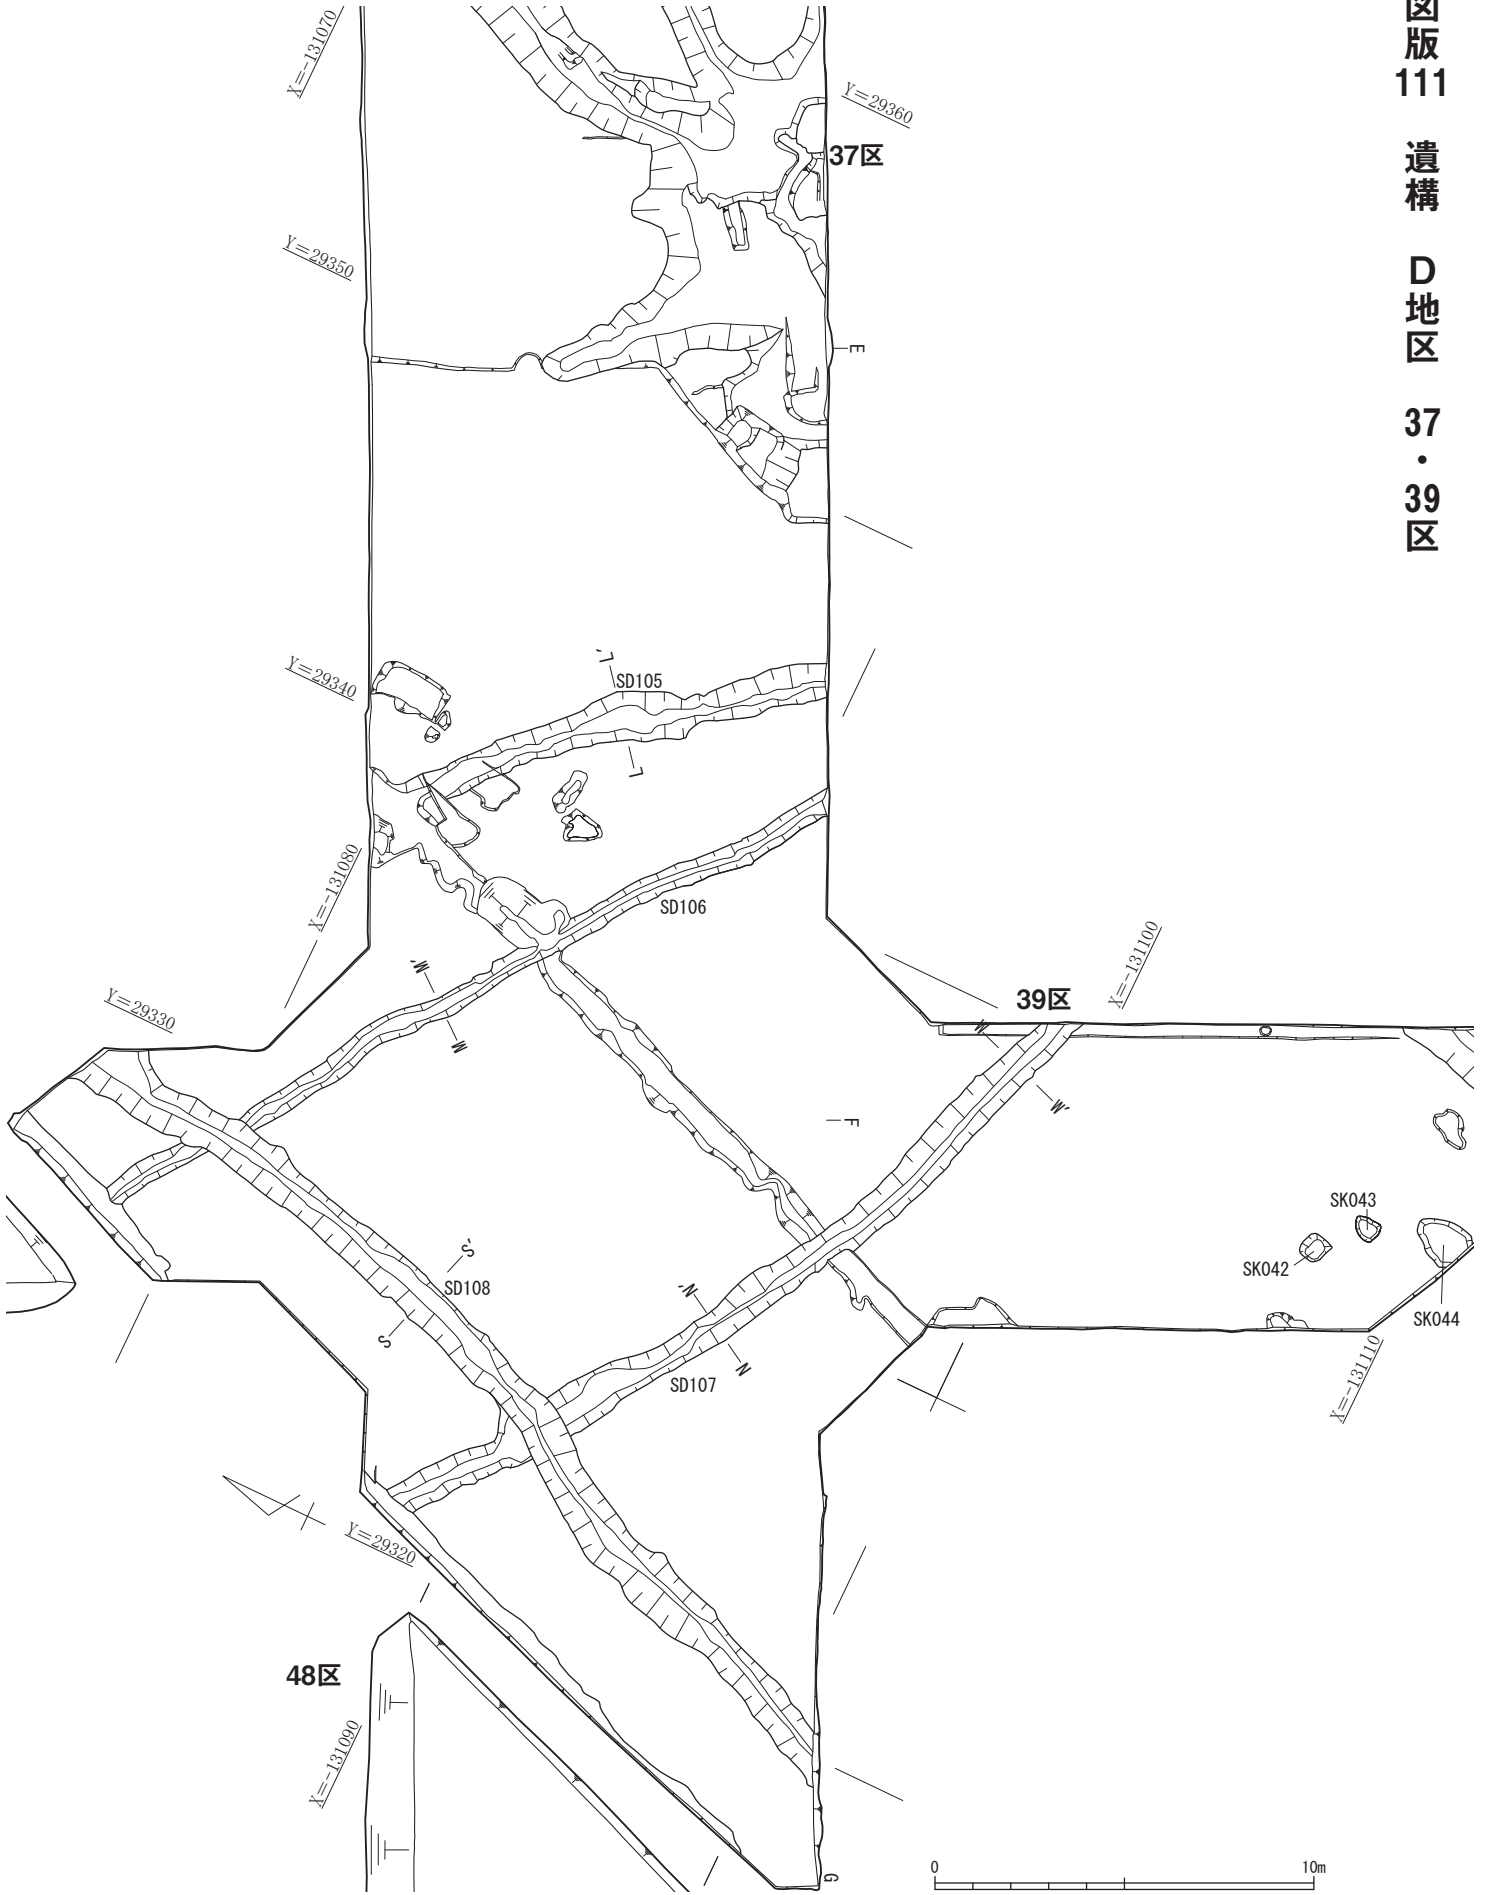 図版111 遺構 D地区 37・39区
X=-131070
Y=29360
37区
Y=29350
E
Y=29340
L'
SD105
L
X=-131080
SD106
M'
M
Y=29330
39区
X=-131100
M
M'
F
SK043
SK042
SK044
S'
SD108
S
N'
N
SD107
X=-131110
Y=29320
48区
X=-131090
G
0 10m